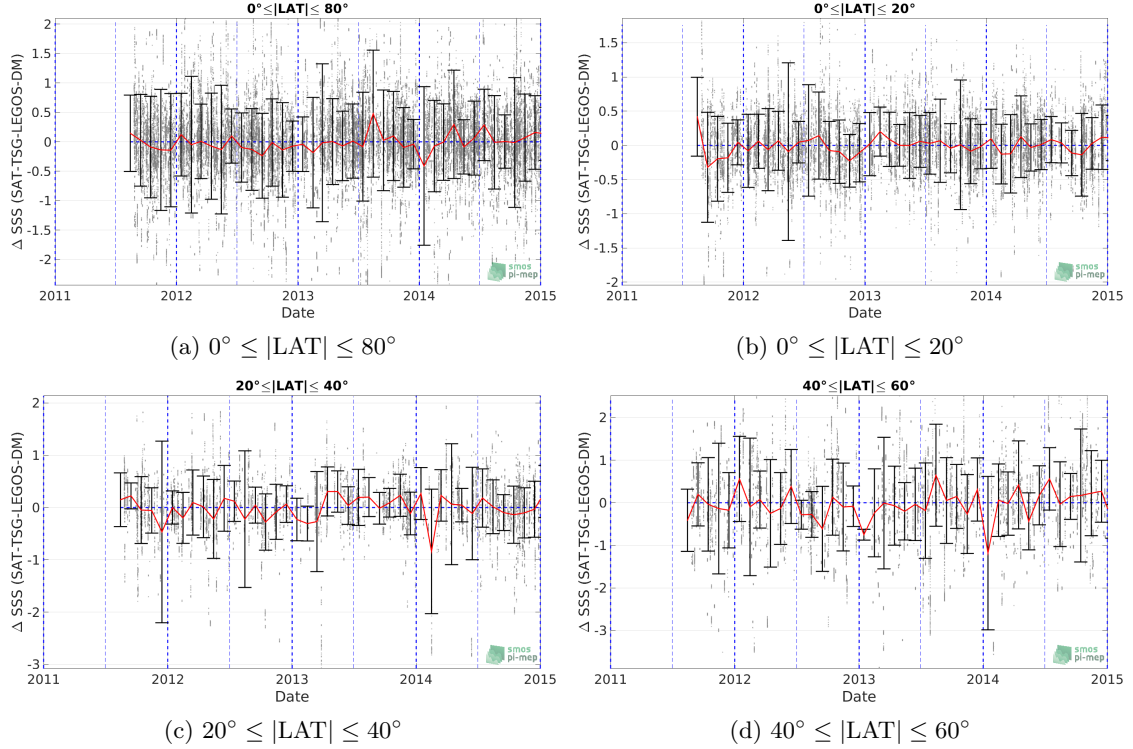 0°≤|LAT|≤ 80°
Δ SSS (SAT-TSG-LEGOS-DM)
2
1.5
1
0.5
0
-0.5
-1
-1.5
-2
2011 2012 2013 2014 2015
Date
smos
pi-mep
(a) 0° ≤ |LAT| ≤ 80°
0°≤|LAT|≤ 20°
Δ SSS (SAT-TSG-LEGOS-DM)
1.5
1
0.5
0
-0.5
-1
-1.5
-2
2011 2012 2013 2014 2015
Date
smos
pi-mep
(b) 0° ≤ |LAT| ≤ 20°
20°≤|LAT|≤ 40°
Δ SSS (SAT-TSG-LEGOS-DM)
2
1
0
-1
-2
-3
2011 2012 2013 2014 2015
Date
smos
pi-mep
(c) 20° ≤ |LAT| ≤ 40°
40°≤|LAT|≤ 60°
Δ SSS (SAT-TSG-LEGOS-DM)
2
1
0
-1
-2
-3
2011 2012 2013 2014 2015
Date
smos
pi-mep
(d) 40° ≤ |LAT| ≤ 60°